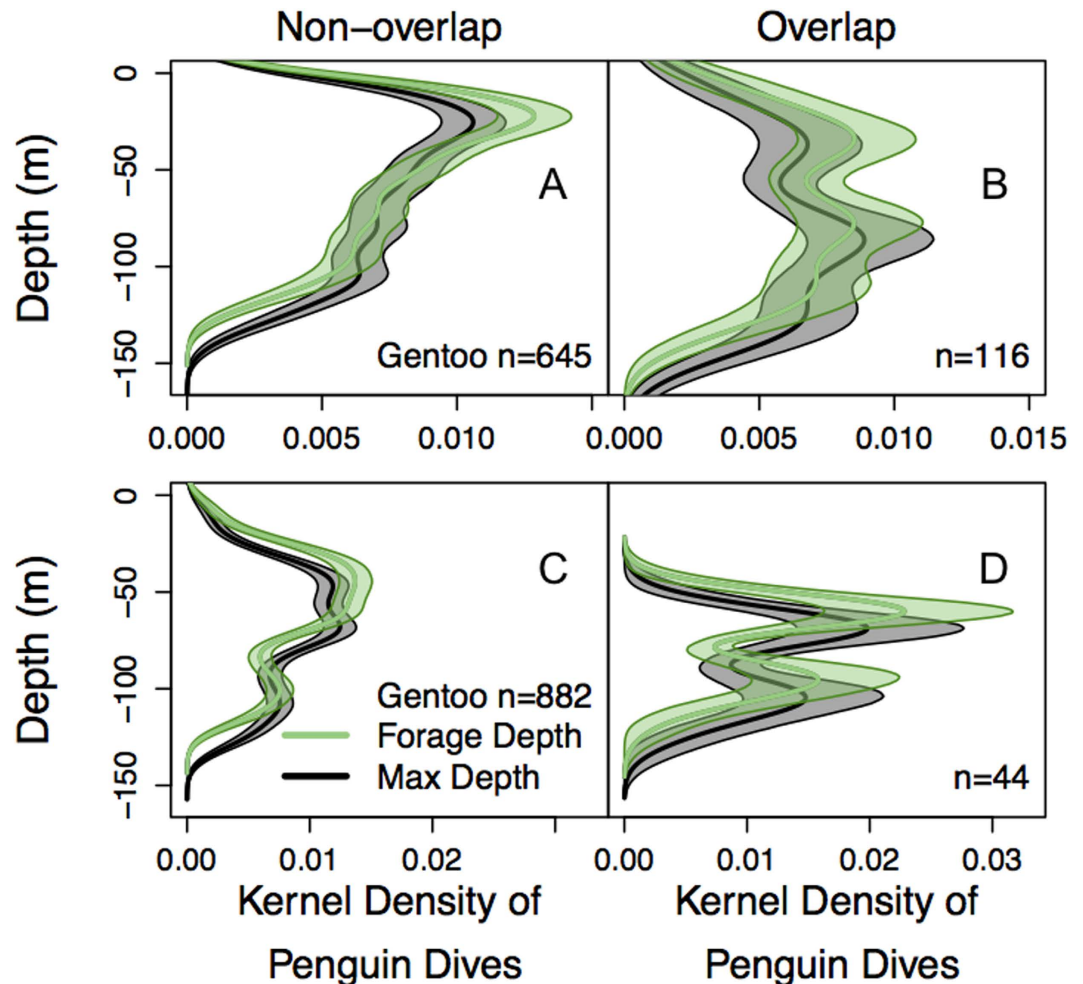 Non-overlap Overlap
Depth (m)
0
-50
-100
-150
A
Gentoo n=645
B
n=116
0.000 0.005 0.010
0.000 0.005 0.010 0.015
Depth (m)
0
-50
-100
-150
C
Gentoo n=882
Forage Depth
Max Depth
D
n=44
0.00 0.01 0.02
0.00 0.01 0.02 0.03
Kernel Density of
Penguin Dives
Kernel Density of
Penguin Dives